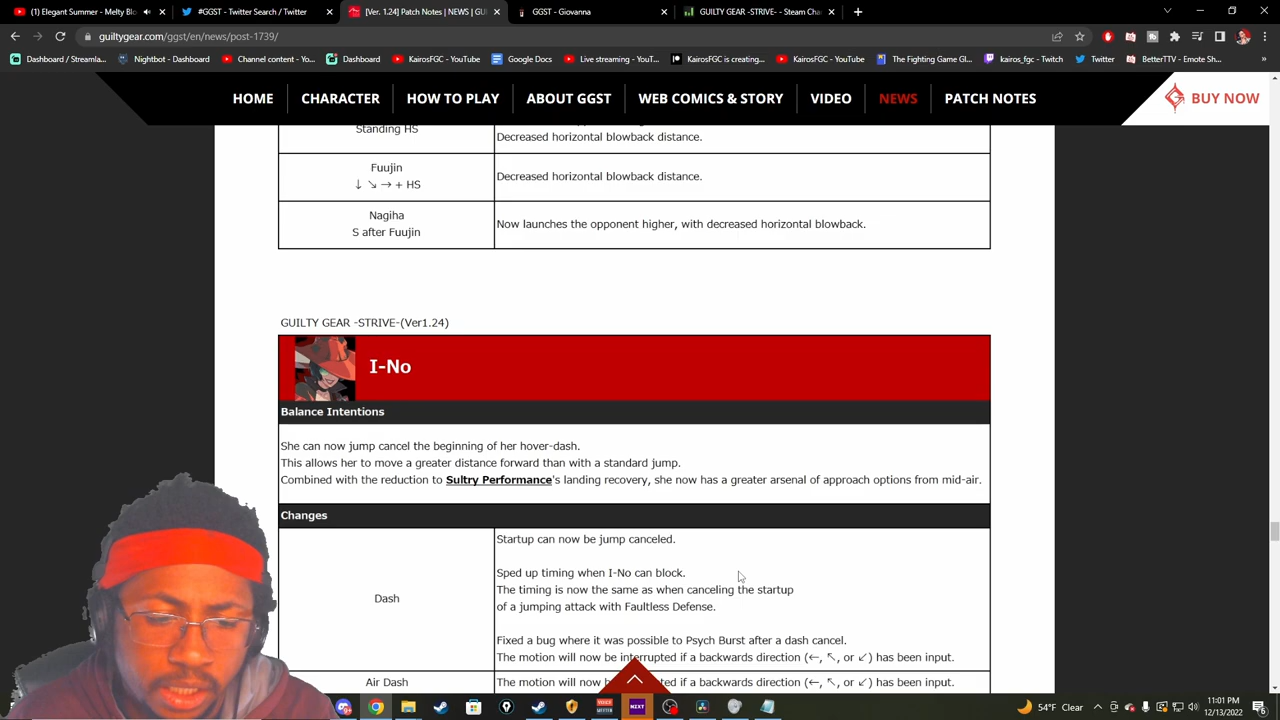 (1) Elegant Summer - Melty Blo
#GGST - Twitter Search / Twitter
[Ver. 1.24] Patch Notes | NEWS | GUI
GGST - Giovanna
GUILTY GEAR -STRIVE- - Steam Cha
guiltygear.com/ggst/en/news/post-1739/
Dashboard / Streamla...
Nightbot - Dashboard
Channel content - Yo...
Dashboard
Google Docs
Live streaming - YouT...
KairosFGC is creating...
KairosFGC - YouTube
The Fighting Game Gl...
kairos_fgc - Twitch
Twitter
BetterTTV — Emote Sh...
HOME
CHARACTER
HOW TO PLAY
ABOUT GGST
WEB COMICS & STORY
VIDEO
NEWS
PATCH NOTES
BUY NOW
Standing HS
Decreased horizontal blowback distance.
Fuujin
↓ ↘ → + HS
Decreased horizontal blowback distance.
Nagiha
S after Fuujin
Now launches the opponent higher, with decreased horizontal blowback.
GUILTY GEAR -STRIVE-(Ver1.24)
I-No
Balance Intentions
She can now jump cancel the beginning of her hover-dash.
This allows her to move a greater distance forward than with a standard jump.
Combined with the reduction to Sultry Performance's landing recovery, she now has a greater arsenal of approach options from mid-air.
Changes
Dash
Startup can now be jump canceled.
Sped up timing when I-No can block.
The timing is now the same as when canceling the startup
of a jumping attack with Faultless Defense.
Fixed a bug where it was possible to Psych Burst after a dash cancel.
The motion will now be interrupted if a backwards direction (←, ↖, or ↙) has been input.
Air Dash
The motion will now be interrupted if a backwards direction (←, ↖, or ↙) has been input.
54°F Clear
11:01 PM
12/13/2022